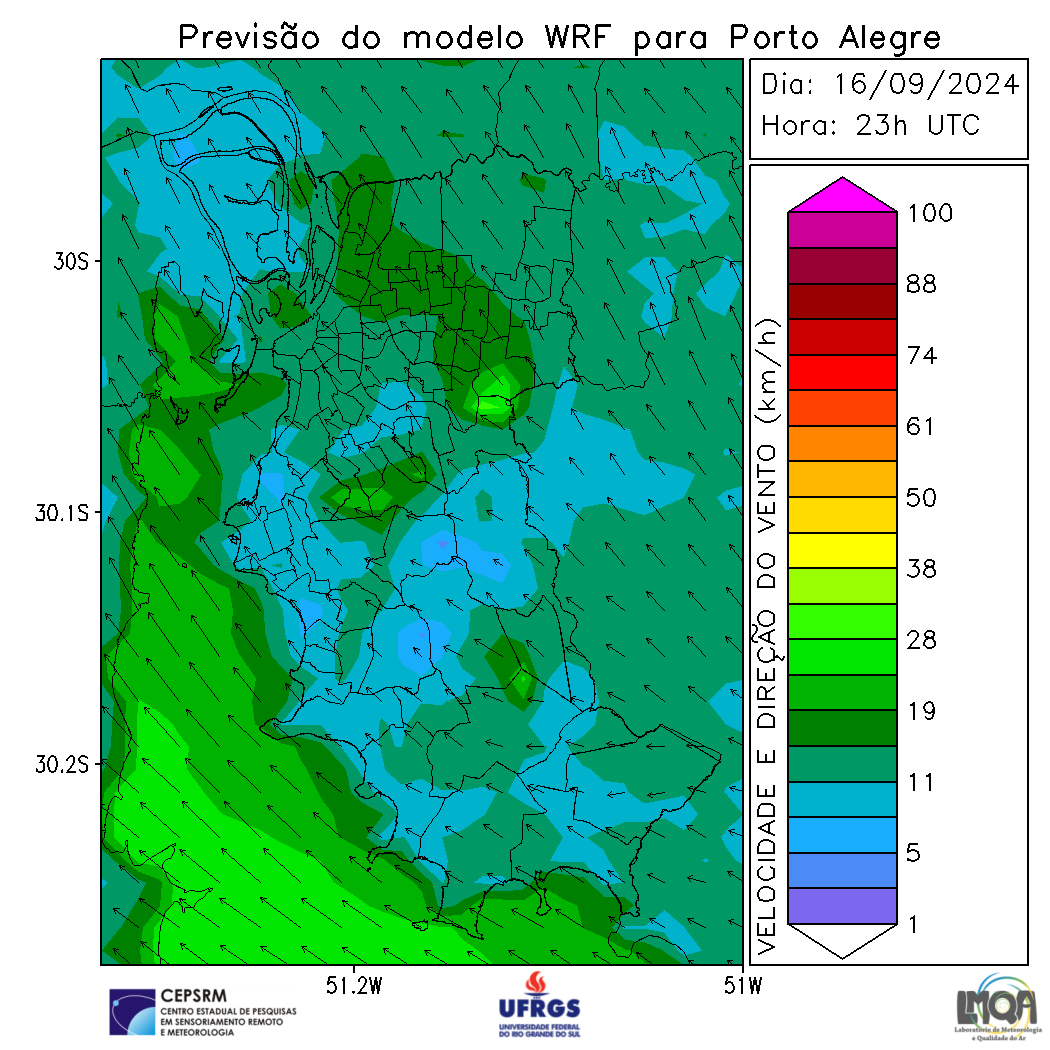 Previsão do modelo WRF para Porto Alegre
Dia: 16/09/2024
Hora: 23h UTC
30S
30.1S
30.2S
51.2W
51W
VELOCIDADE E DIREÇÃO DO VENTO (km/h)
100
88
74
61
50
38
28
19
11
5
1
CEPSRM
CENTRO ESTADUAL DE PESQUISAS
EM SENSORIAMENTO REMOTO
E METEOROLOGIA
UFRGS
UNIVERSIDADE FEDERAL
DO RIO GRANDE DO SUL
LMQA
Laboratório de Meteorologia
e Qualidade do Ar